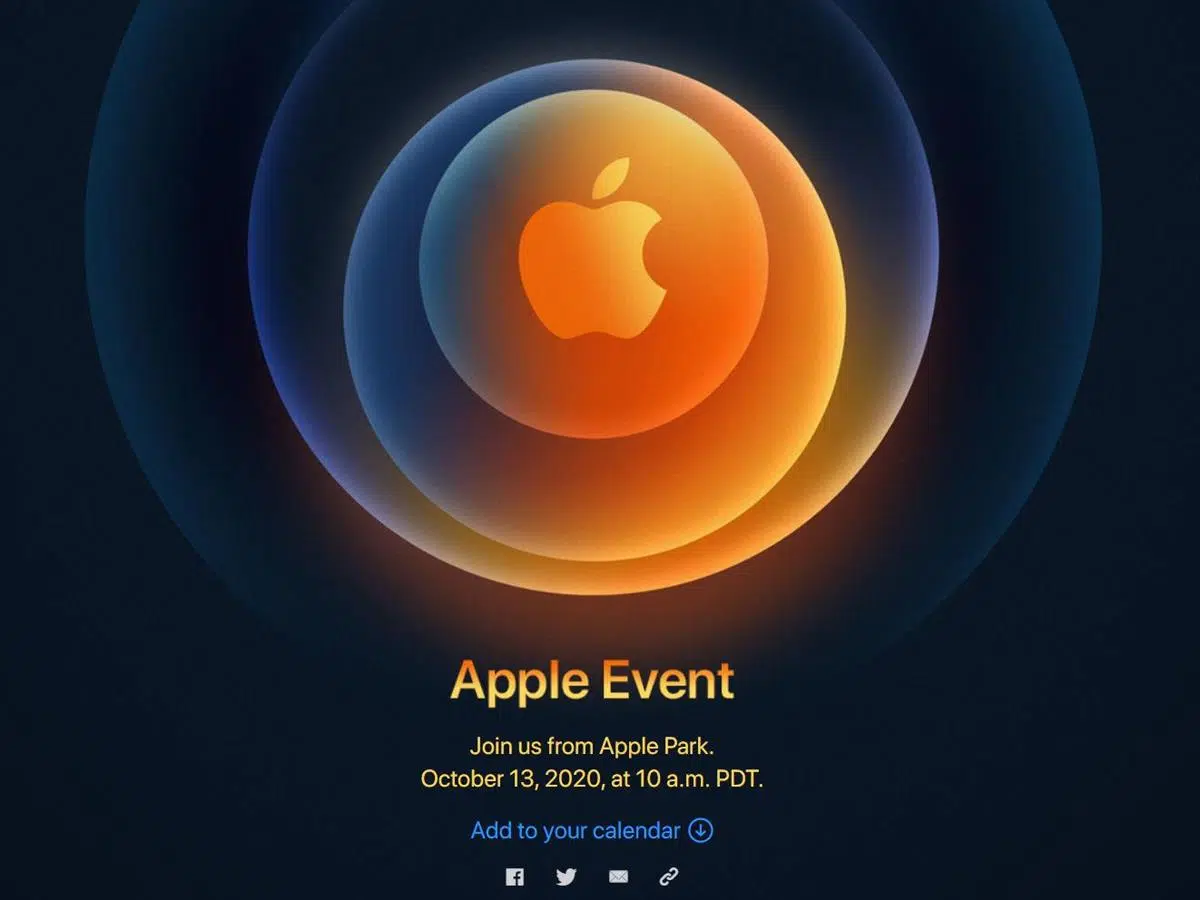 Apple Event
Join us from Apple Park.
October 13, 2020, at 10 a.m. PDT.
Add to your calendar